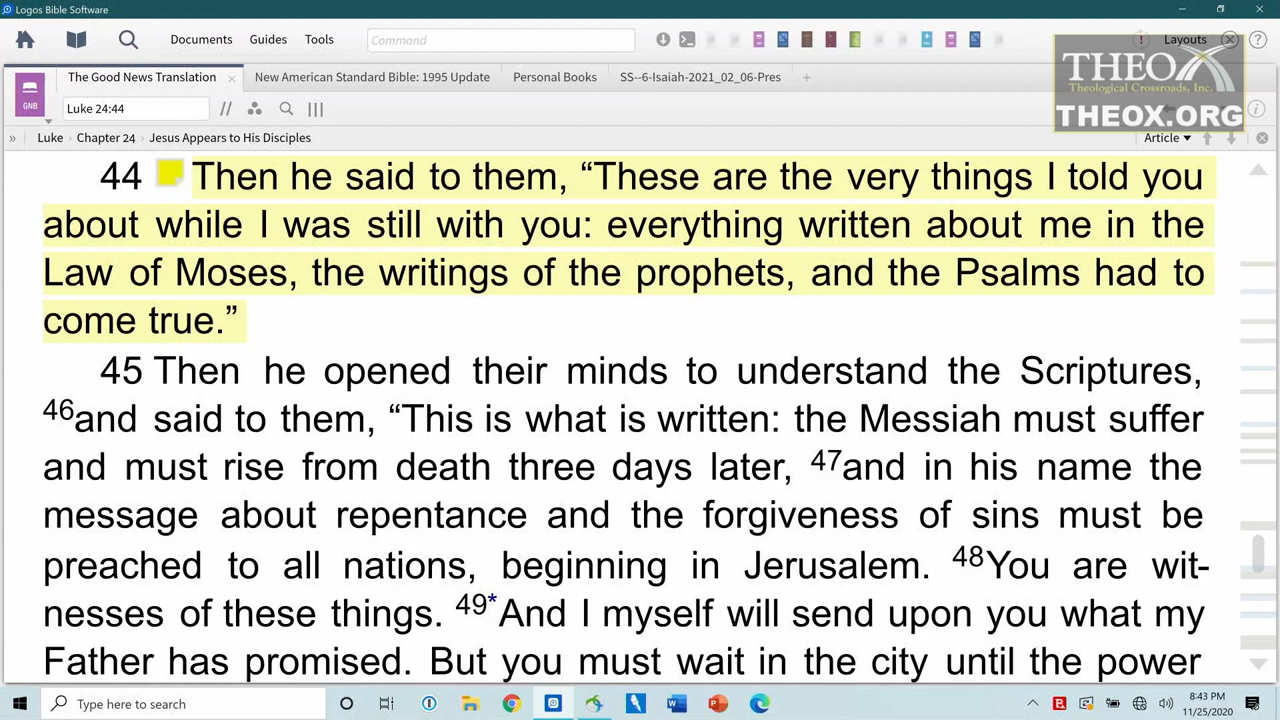 Logos Bible Software
Documents Guides Tools Command Layouts
THEOX
Theological Crossroads, Inc.
THEOX.ORG
The Good News Translation New American Standard Bible: 1995 Update Personal Books SS--6-Isaiah-2021_02_06-Pres
GNB Luke 24:44
Luke Chapter 24 Jesus Appears to His Disciples Article
44 Then he said to them, “These are the very things I told you
about while I was still with you: everything written about me in the
Law of Moses, the writings of the prophets, and the Psalms had to
come true.”
45 Then he opened their minds to understand the Scriptures,
46and said to them, “This is what is written: the Messiah must suffer
and must rise from death three days later, 47and in his name the
message about repentance and the forgiveness of sins must be
preached to all nations, beginning in Jerusalem. 48You are wit-
nesses of these things. 49*And I myself will send upon you what my
Father has promised. But you must wait in the city until the power
Type here to search
8:43 PM
11/25/2020